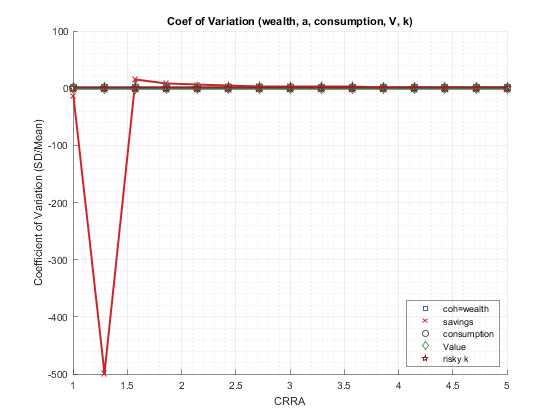 Coef of Variation (wealth, a, consumption, V, k)
100
0
-100
-200
-300
-400
-500
Coefficient of Variation (SD/Mean)
1 1.5 2 2.5 3 3.5 4 4.5 5
CRRA
coh=wealth
savings
consumption
Value
risky k